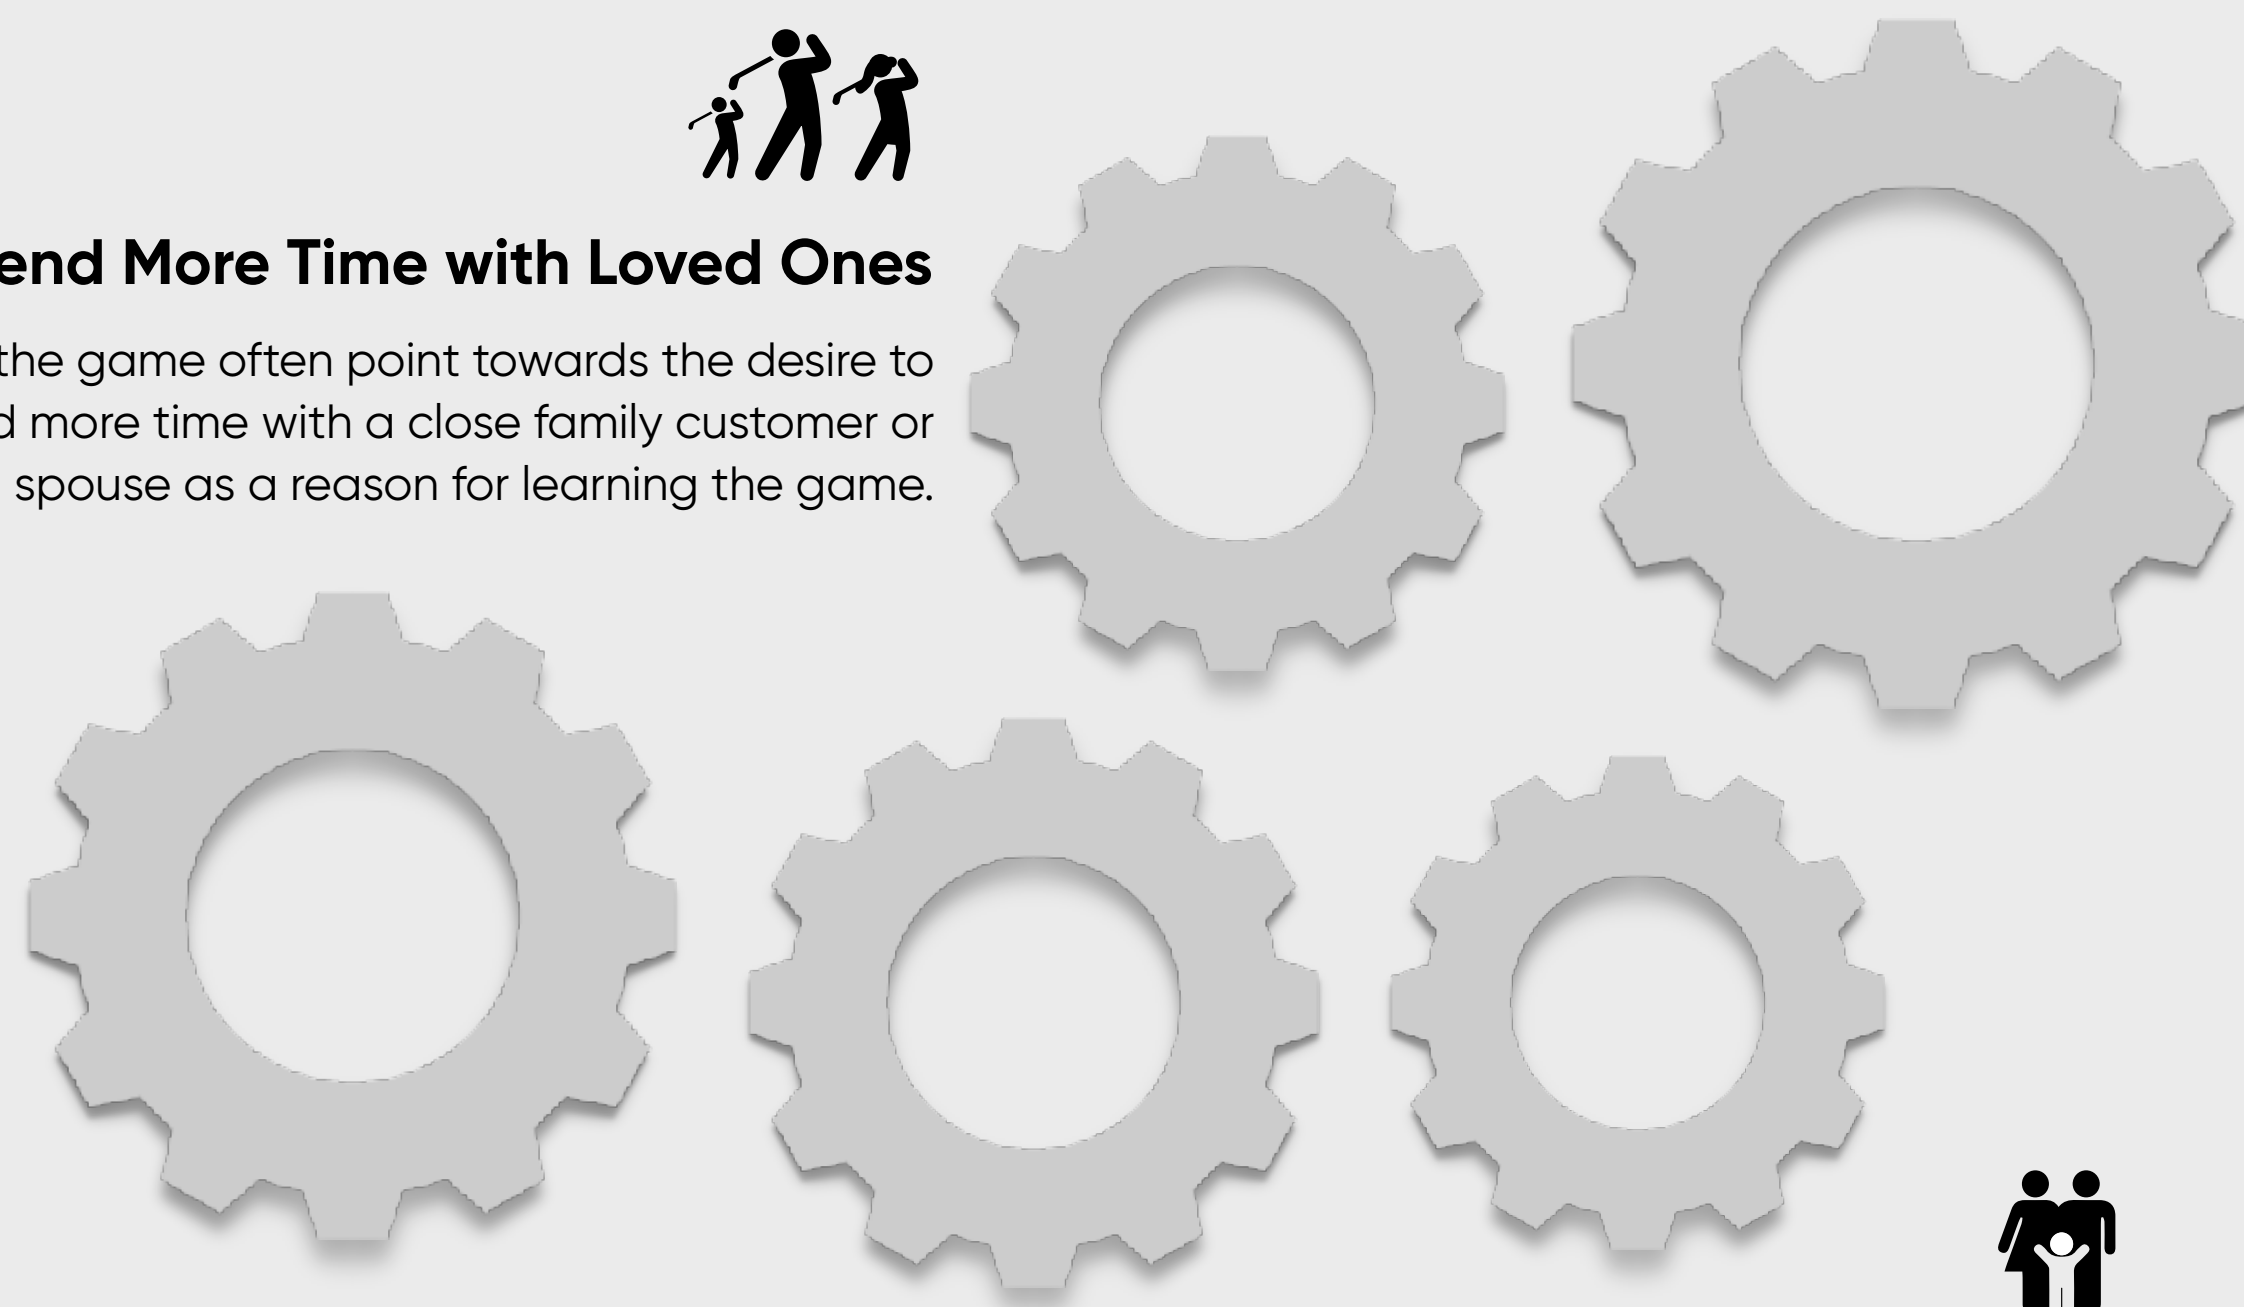 end More Time with Loved Ones
the game often point towards the desire to
more time with a close family customer or
spouse as a reason for learning the game.